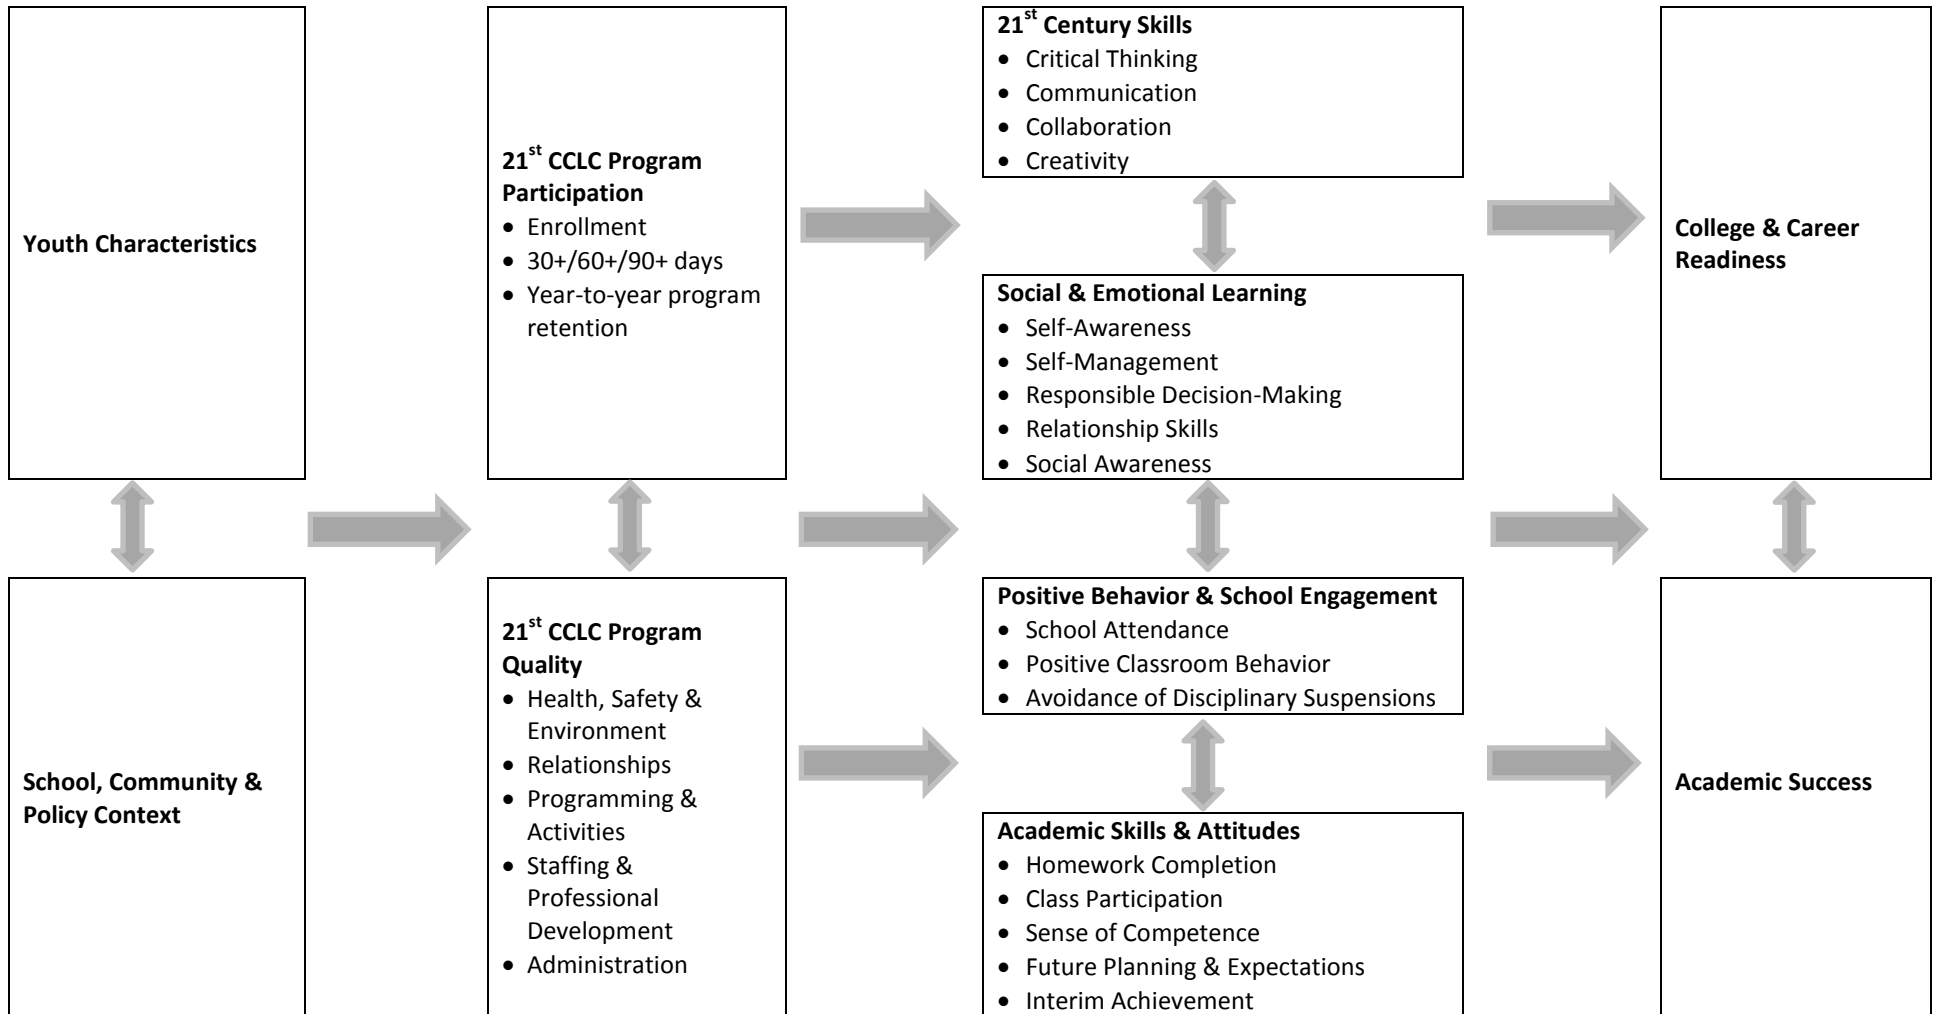 Youth Characteristics
School, Community &
Policy Context
21st CCLC Program
Participation
• Enrollment
• 30+/60+/90+ days
• Year-to-year program
retention
21st CCLC Program
Quality
• Health, Safety &
Environment
• Relationships
• Programming &
Activities
• Staffing &
Professional
Development
• Administration
21st Century Skills
• Critical Thinking
• Communication
• Collaboration
• Creativity
Social & Emotional Learning
• Self-Awareness
• Self-Management
• Responsible Decision-Making
• Relationship Skills
• Social Awareness
Positive Behavior & School Engagement
• School Attendance
• Positive Classroom Behavior
• Avoidance of Disciplinary Suspensions
Academic Skills & Attitudes
• Homework Completion
• Class Participation
• Sense of Competence
• Future Planning & Expectations
• Interim Achievement
College & Career
Readiness
Academic Success